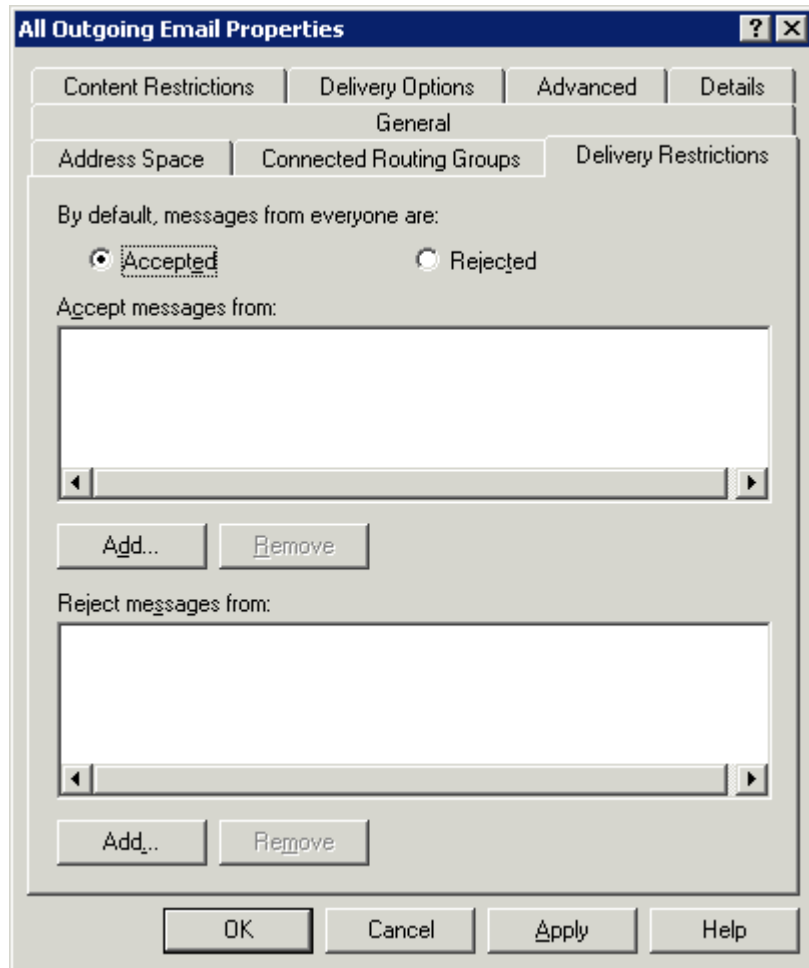 All Outgoing Email Properties
Content Restrictions Delivery Options Advanced Details
General
Address Space Connected Routing Groups Delivery Restrictions
By default, messages from everyone are:
Accepted Rejected
Accept messages from:
Add... Remove
Reject messages from:
Add... Remove
OK Cancel Apply Help